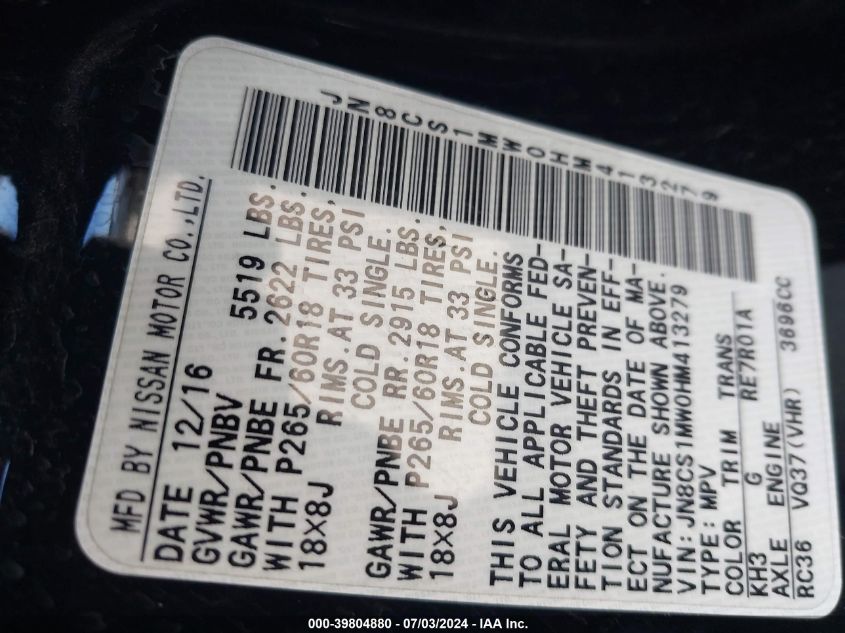 JN8CS1MW0HM413279
MFD BY NISSAN MOTOR CO.,LTD.
DATE 12/16
GVWR/PNBV 5519 LBS.
GAWR/PNBE FR. 2622 LBS.
WITH P265/60R18 TIRES,
18X8J RIMS.AT 33 PSI
COLD SINGLE.
GAWR/PNBE RR. 2915 LBS.
WITH P265/60R18 TIRES,
18X8J RIMS.AT 33 PSI
COLD SINGLE.
THIS VEHICLE CONFORMS
TO ALL APPLICABLE FED-
ERAL MOTOR VEHICLE SA-
FETY AND THEFT PREVEN-
TION STANDARDS IN EFF-
ECT ON THE DATE OF MA-
NUFACTURE SHOWN ABOVE.
VIN: JN8CS1MW0HM413279
TYPE: MPV
COLOR TRIM TRANS
KH3 G RE7R01A
AXLE ENGINE
RC36 VQ37(VHR) 3696CC
000-39804880 - 07/03/2024 - IAA Inc.